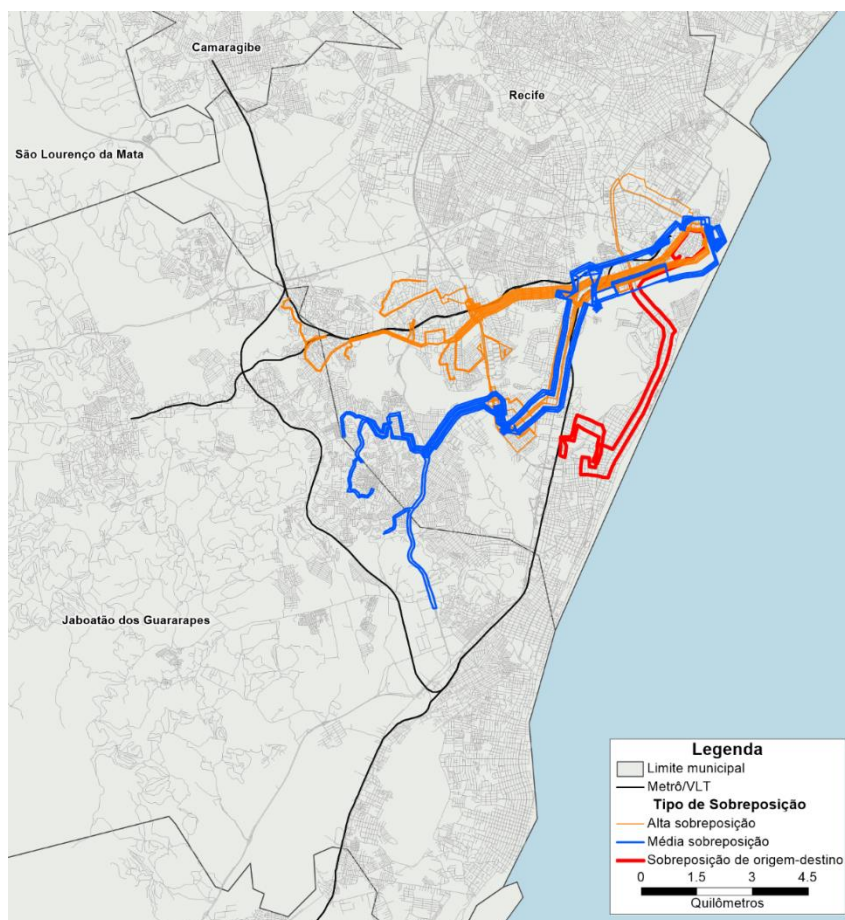 Camaragibe
Recife
São Lourenço da Mata
Jaboatão dos Guararapes
Legenda
Limite municipal
Metrô/VLT
Tipo de Sobreposição
Alta sobreposição
Média sobreposição
Sobreposição de origem-destino
0 1.5 3 4.5
Quilômetros